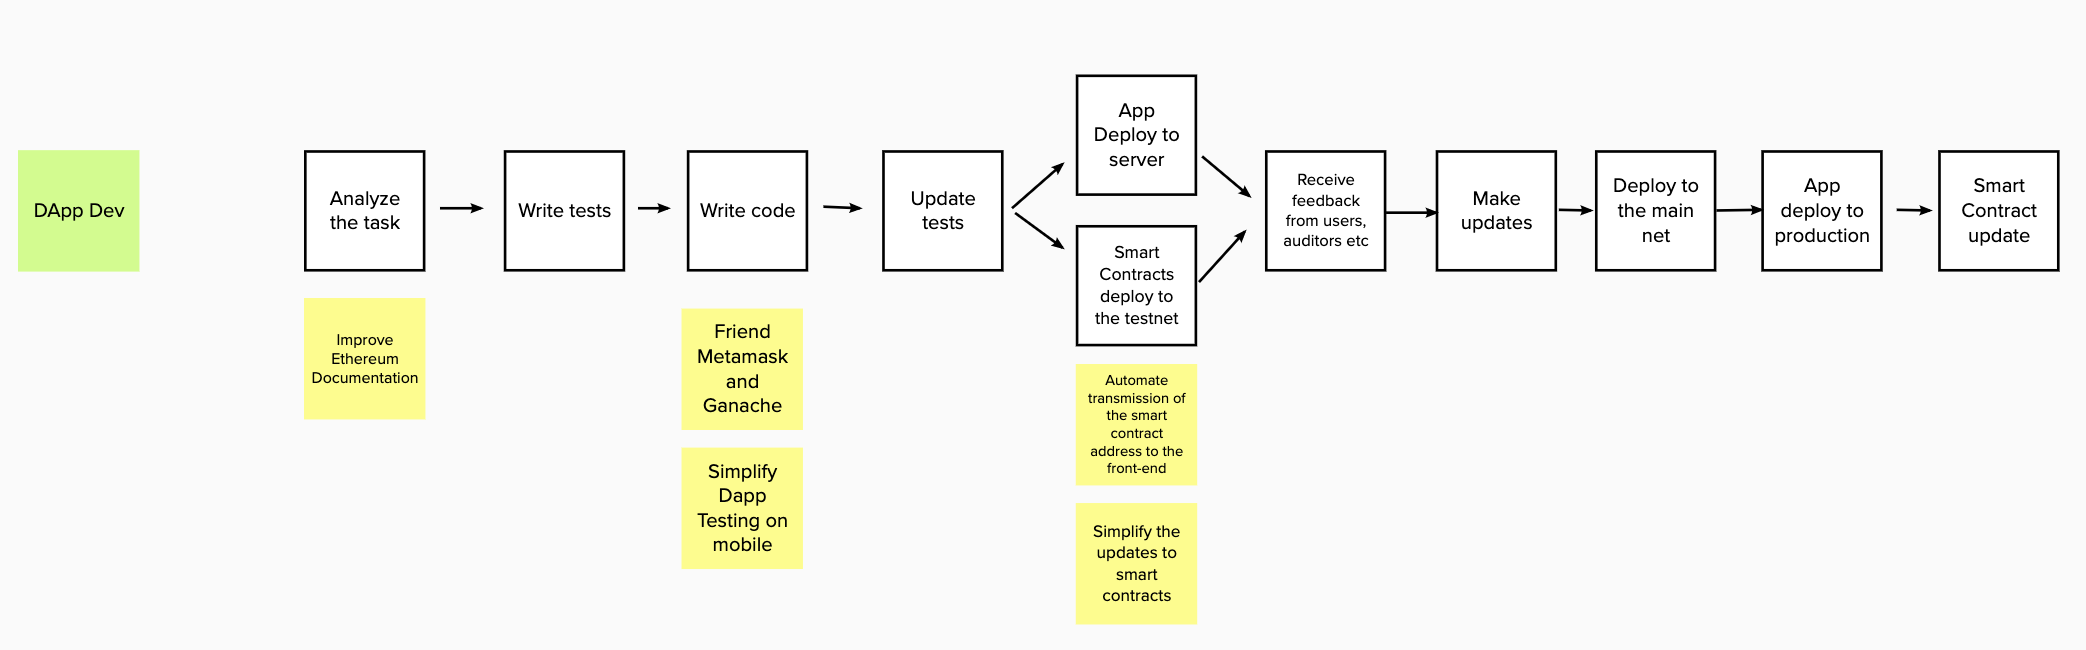 DApp Dev
Analyze
the task
Write tests
Write code
Update
tests
App
Deploy to
server
Smart
Contracts
deploy to
the testnet
Receive
feedback
from users,
auditors etc
Make
updates
Deploy to
the main
net
App
deploy to
production
Smart
Contract
update
Improve
Ethereum
Documentation
Friend
Metamask
and
Ganache
Simplify
Dapp
Testing on
mobile
Automate
transmission of
the smart
contract
address to the
front-end
Simplify the
updates to
smart
contracts